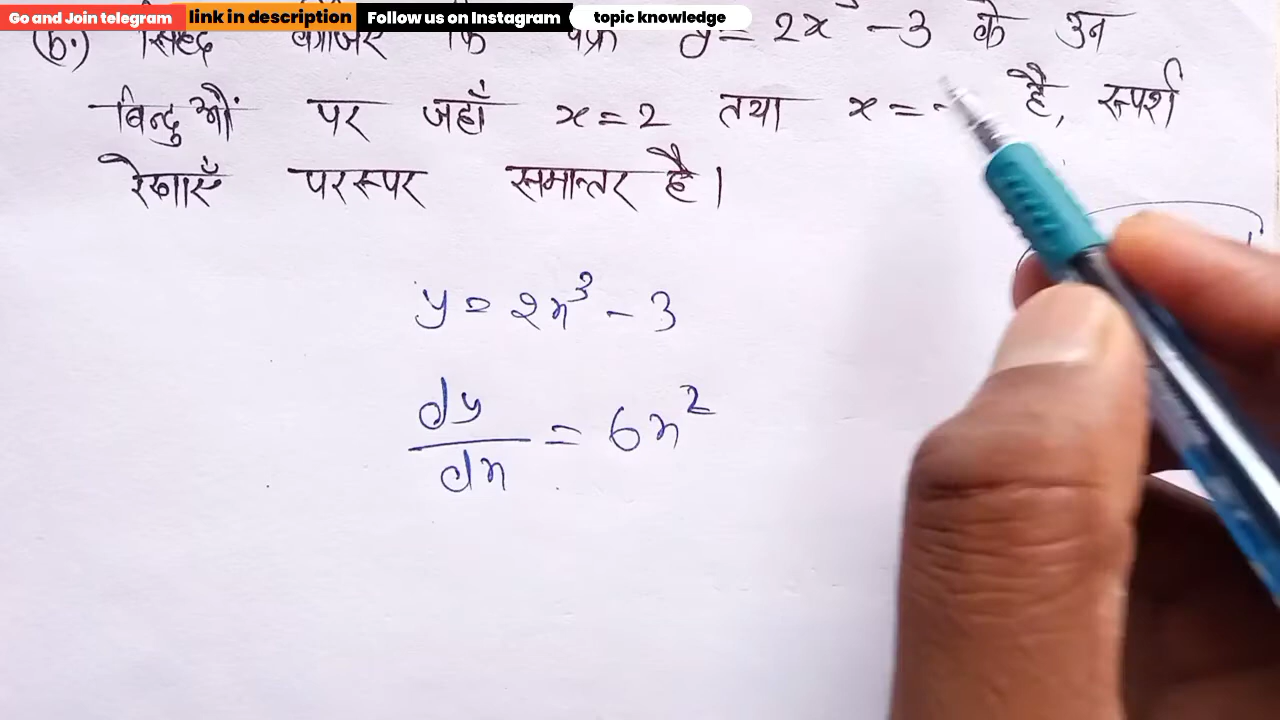 Go and Join telegram link in description Follow us on Instagram topic knowledge
(b.) सिद्ध कीजिए कि वक्र y = 2x³ - 3 के उन
बिन्दुओं पर जहाँ x = 2 तथा x = - है, स्पर्श
रेखाएँ परस्पर समान्तर है।
y = 2x³ - 3
dy
dx = 6x²